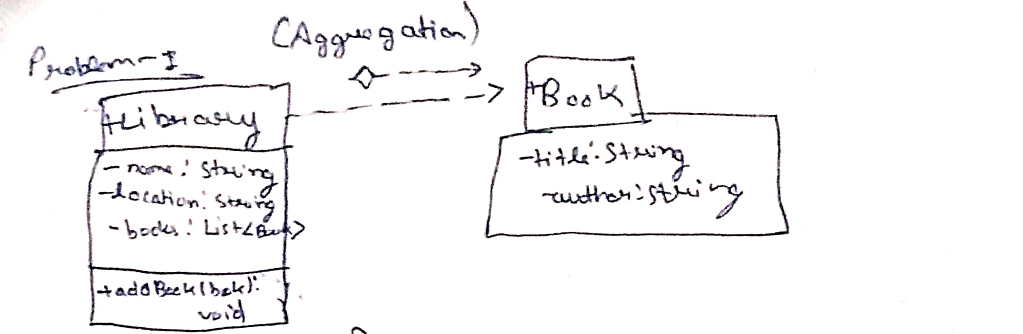 (Aggregation)
Problem-I
+Library
- name: String
-location: String
- books: List<Book>
+addBook(book):
void
+Book
-title: String
-author: String